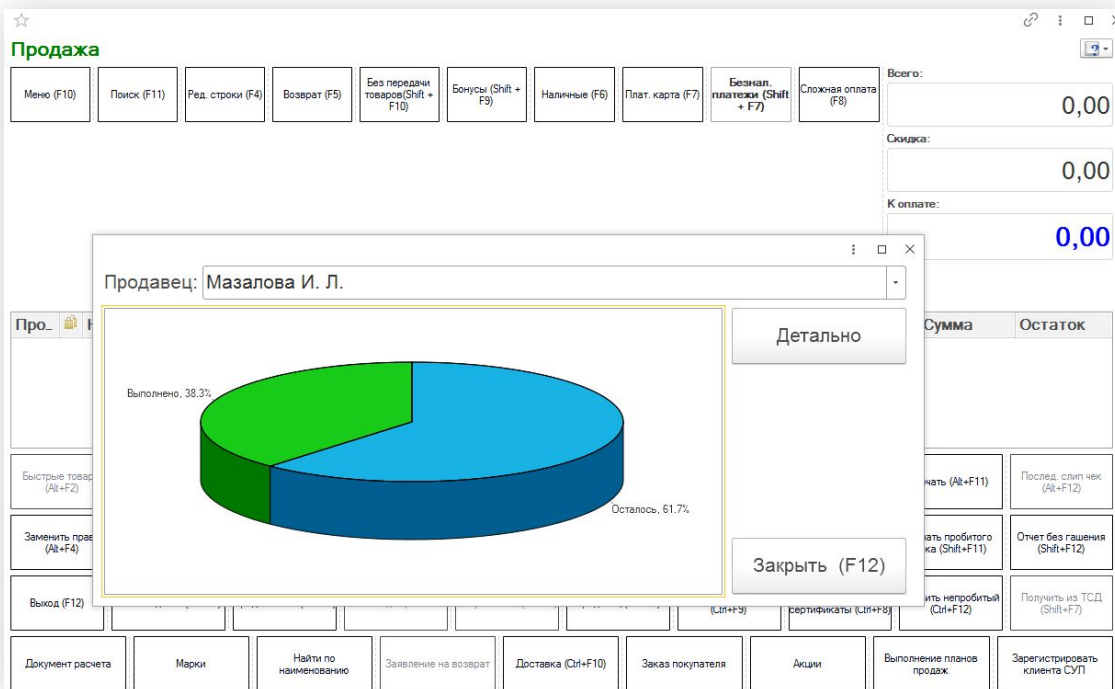 Продажа
Меню (F10)
Поиск (F11)
Ред. строки (F4)
Возврат (F5)
Без передачи
товаров(Shift +
F10)
Бонусы (Shift +
F9)
Наличные (F6)
Плат. карта (F7)
Безнал.
платежи (Shift
+ F7)
Сложная оплата
(F8)
Всего:
0,00
Скидка:
0,00
К оплате:
0,00
Продавец: Мазалова И. Л.
Детально
Выполнено, 38.3%
Осталось, 61.7%
Закрыть (F12)
Про_
Сумма
Остаток
Быстрые товар
(Alt+F2)
чать (Alt+F11)
Послед. слип чек
(Alt+F12)
Заменить прав
(Alt+F4)
ать пробитого
ка (Shift+F11)
Отчет без гашения
(Shift+F12)
Выход (F12)
(Ctrl+F9)
сертификаты (Ctrl+F8)
ить непробитый
(Ctrl+F12)
Получить из ТСД
(Shift+F7)
Документ расчета
Марки
Найти по
наименованию
Заявление на возврат
Доставка (Ctrl+F10)
Заказ покупателя
Акции
Выполнение планов
продаж
Зарегистрировать
клиента СУП